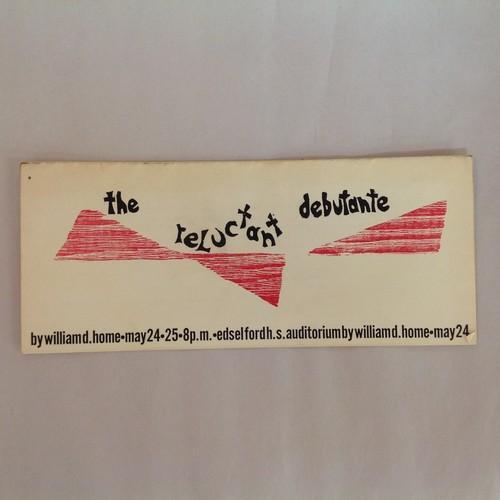 the reluctant debutante
bywilliamd.home•may24•25•8p.m.•edselfordh.s.auditoriumbywilliamd.home•may24